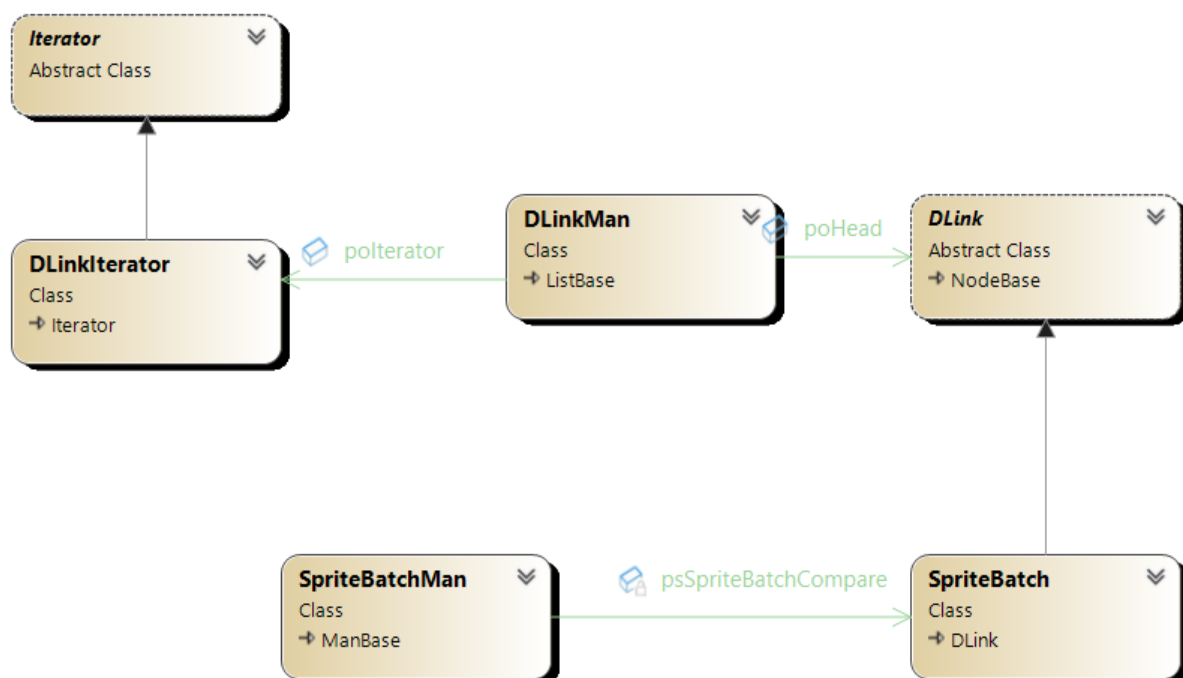 Iterator
Abstract Class
DLinkIterator
Class
Iterator
poIterator
DLinkMan
Class
ListBase
poHead
DLink
Abstract Class
NodeBase
SpriteBatchMan
Class
ManBase
psSpriteBatchCompare
SpriteBatch
Class
DLink